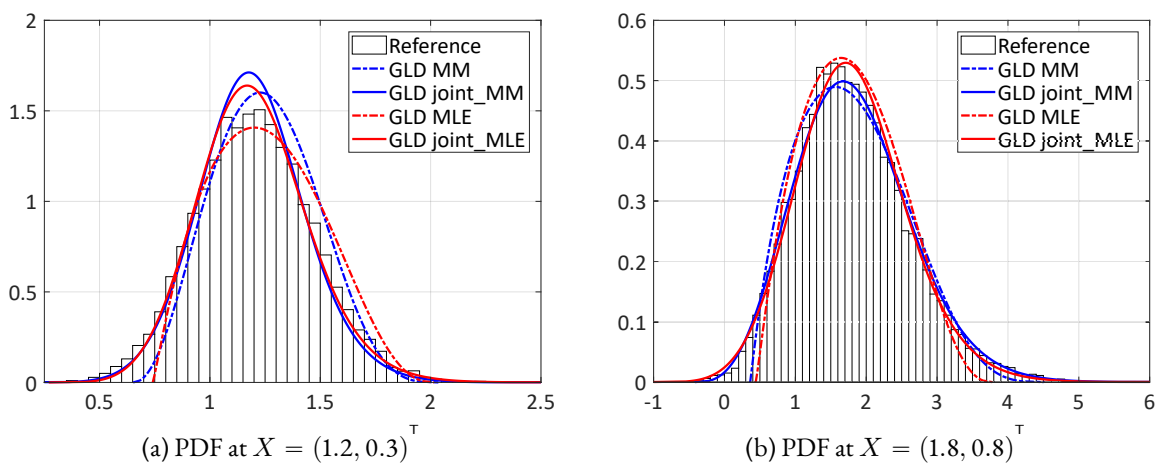 2
1.5
1
0.5
0
0.5
1
1.5
2
2.5
Reference
GLD MM
GLD joint_MM
GLD MLE
GLD joint_MLE
(a) PDF at X = (1.2, 0.3)^T
0.6
0.5
0.4
0.3
0.2
0.1
0
-1
0
1
2
3
4
5
6
Reference
GLD MM
GLD joint_MM
GLD MLE
GLD joint_MLE
(b) PDF at X = (1.8, 0.8)^T